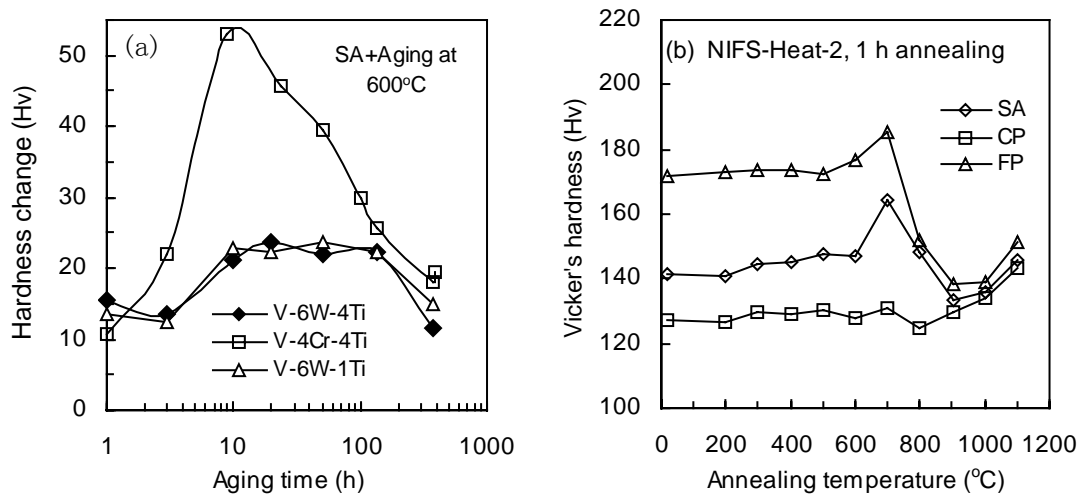 (a)
SA+Aging at
600°C
50
40
30
20
10
0
Hardness change (Hv)
V-6W-4Ti
V-4Cr-4Ti
V-6W-1Ti
1
10
100
1000
Aging time (h)
(b) NIFS-Heat-2, 1 h annealing
SA
CP
FP
220
200
180
160
140
120
100
Vicker's hardness (Hv)
0
200
400
600
800
1000
1200
Annealing temperature (°C)